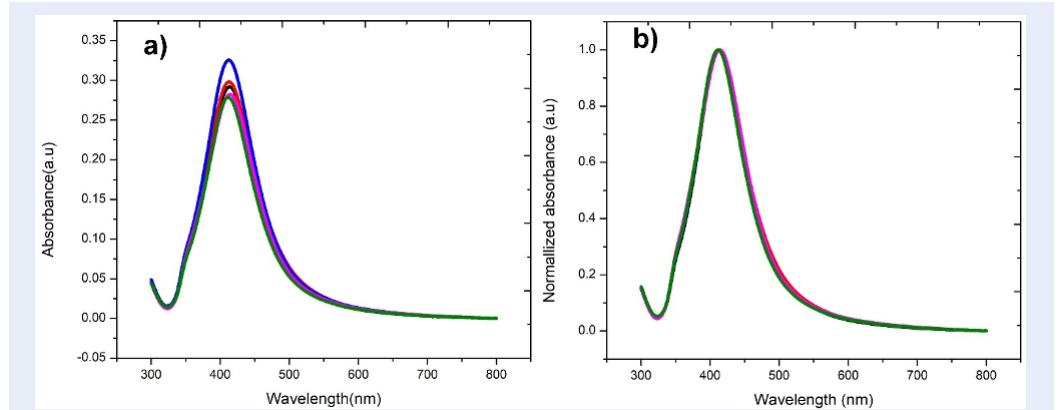 a)
0.35
0.30
0.25
0.20
0.15
0.10
0.05
0.00
-0.05
300 400 500 600 700 800
Absorbance(a.u)
Wavelength(nm)
b)
1.0
0.8
0.6
0.4
0.2
0.0
300 400 500 600 700 800
Normallized absorbance (a.u)
Wavelength (nm)